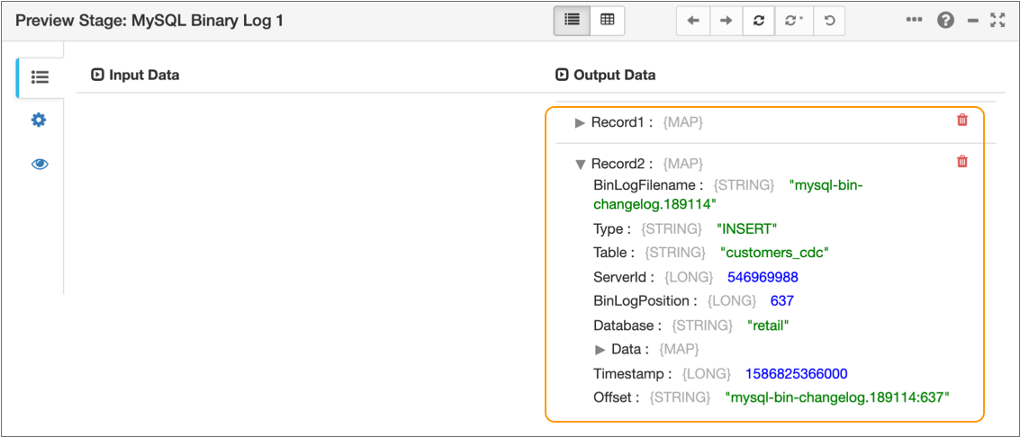 Preview Stage: MySQL Binary Log 1
Input Data
Output Data
Record1 : {MAP}
Record2 : {MAP}
BinLogFilename : {STRING} "mysql-bin-
changelog.189114"
Type : {STRING} "INSERT"
Table : {STRING} "customers_cdc"
ServerId : {LONG} 546969988
BinLogPosition : {LONG} 637
Database : {STRING} "retail"
Data : {MAP}
Timestamp : {LONG} 1586825366000
Offset : {STRING} "mysql-bin-changelog.189114:637"